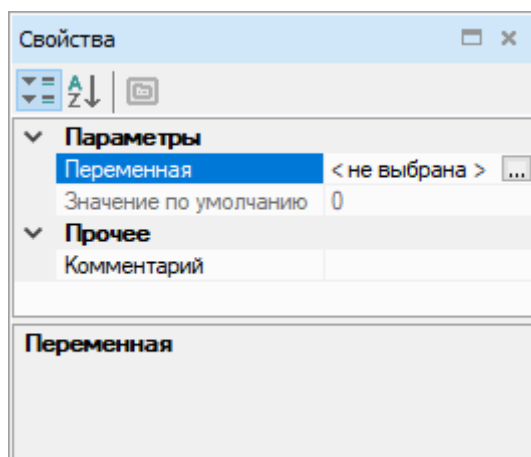 Свойства
Параметры
Переменная < не выбрана > ...
Значение по умолчанию 0
Прочее
Комментарий
Переменная